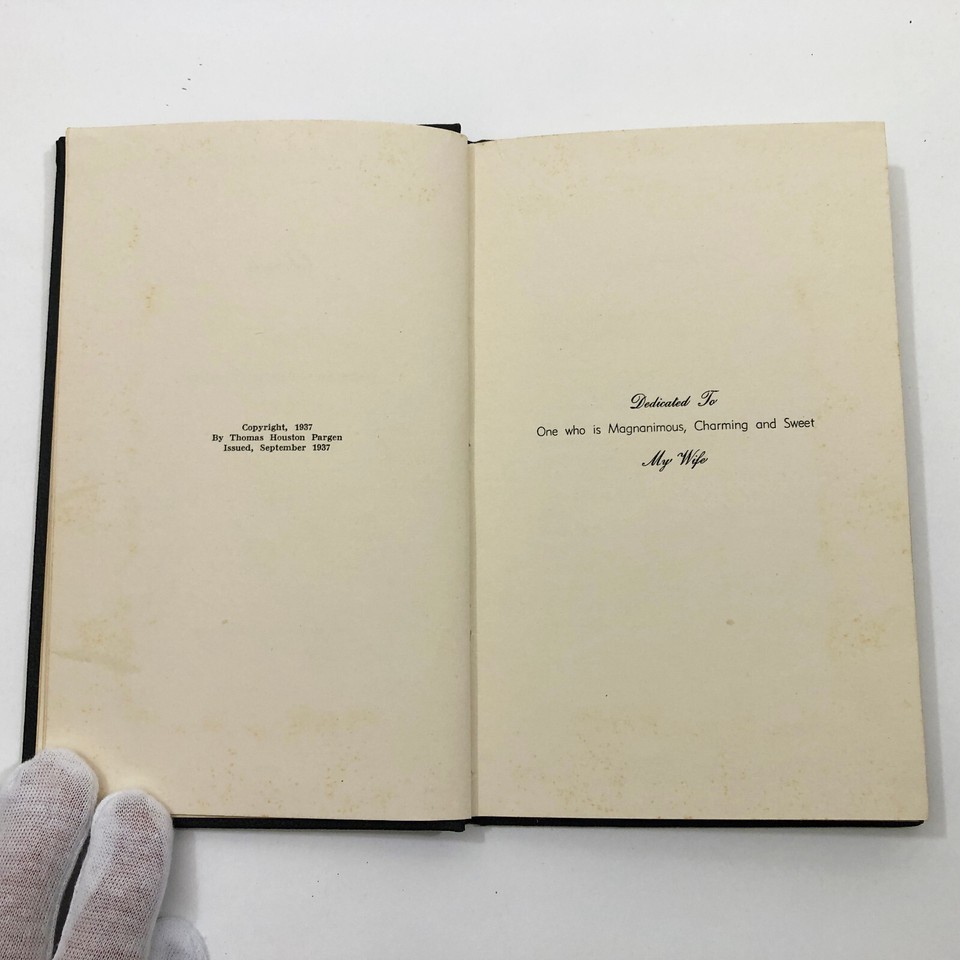 Copyright, 1937
By Thomas Houston Pargen
Issued, September 1937
Dedicated To
One who is Magnanimous, Charming and Sweet
My Wife